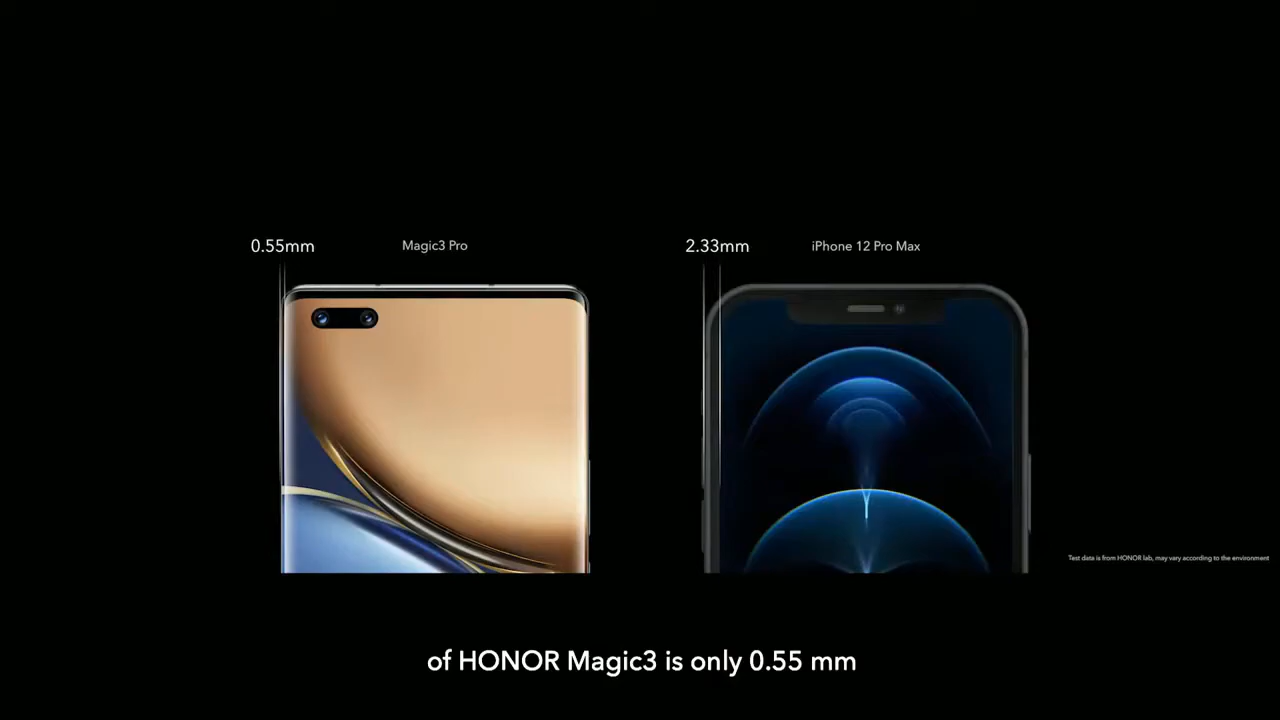 0.55mm Magic3 Pro 2.33mm iPhone 12 Pro Max
Test data is from HONOR lab, may vary according to the environment
of HONOR Magic3 is only 0.55 mm